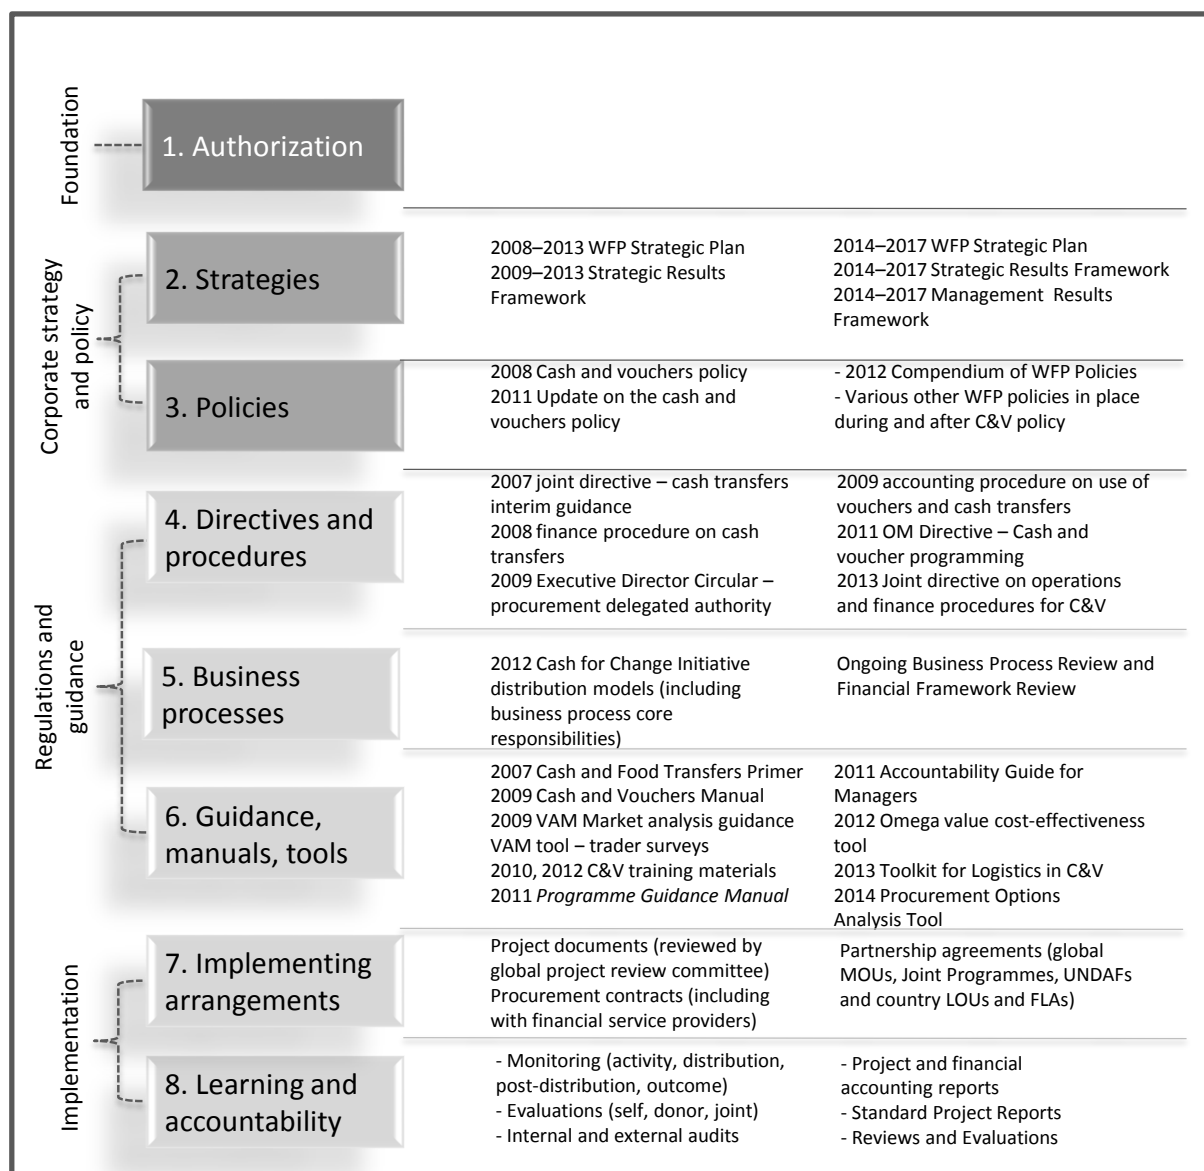 Foundation
1. Authorization
Corporate strategy
and policy
2. Strategies
2008–2013 WFP Strategic Plan
2009–2013 Strategic Results
Framework
2014–2017 WFP Strategic Plan
2014–2017 Strategic Results Framework
2014–2017 Management Results
Framework
3. Policies
2008 Cash and vouchers policy
2011 Update on the cash and
vouchers policy
- 2012 Compendium of WFP Policies
- Various other WFP policies in place
during and after C&V policy
Regulations and
guidance
4. Directives and
procedures
2007 joint directive – cash transfers
interim guidance
2008 finance procedure on cash
transfers
2009 Executive Director Circular –
procurement delegated authority
2009 accounting procedure on use of
vouchers and cash transfers
2011 OM Directive – Cash and
voucher programming
2013 Joint directive on operations
and finance procedures for C&V
5. Business
processes
2012 Cash for Change Initiative
distribution models (including
business process core
responsibilities)
Ongoing Business Process Review and
Financial Framework Review
6. Guidance,
manuals, tools
2007 Cash and Food Transfers Primer
2009 Cash and Vouchers Manual
2009 VAM Market analysis guidance
VAM tool – trader surveys
2010, 2012 C&V training materials
2011 Programme Guidance Manual
2011 Accountability Guide for
Managers
2012 Omega value cost-effectiveness
tool
2013 Toolkit for Logistics in C&V
2014 Procurement Options
Analysis Tool
Implementation
7. Implementing
arrangements
Project documents (reviewed by
global project review committee)
Procurement contracts (including
with financial service providers)
Partnership agreements (global
MOUs, Joint Programmes, UNDAFs
and country LOUs and FLAs)
8. Learning and
accountability
- Monitoring (activity, distribution,
post-distribution, outcome)
- Evaluations (self, donor, joint)
- Internal and external audits
- Project and financial
accounting reports
- Standard Project Reports
- Reviews and Evaluations